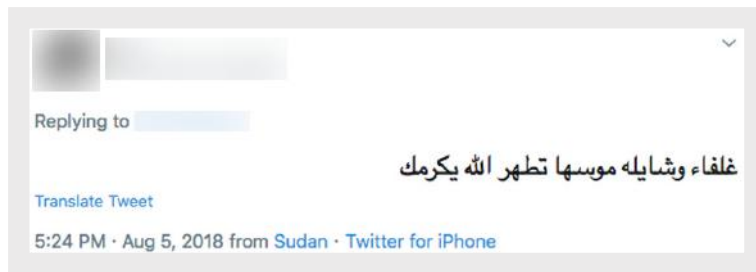 Replying to
غلفاء وشايله موسها تطهر الله يكرمك
Translate Tweet
5:24 PM · Aug 5, 2018 from Sudan · Twitter for iPhone